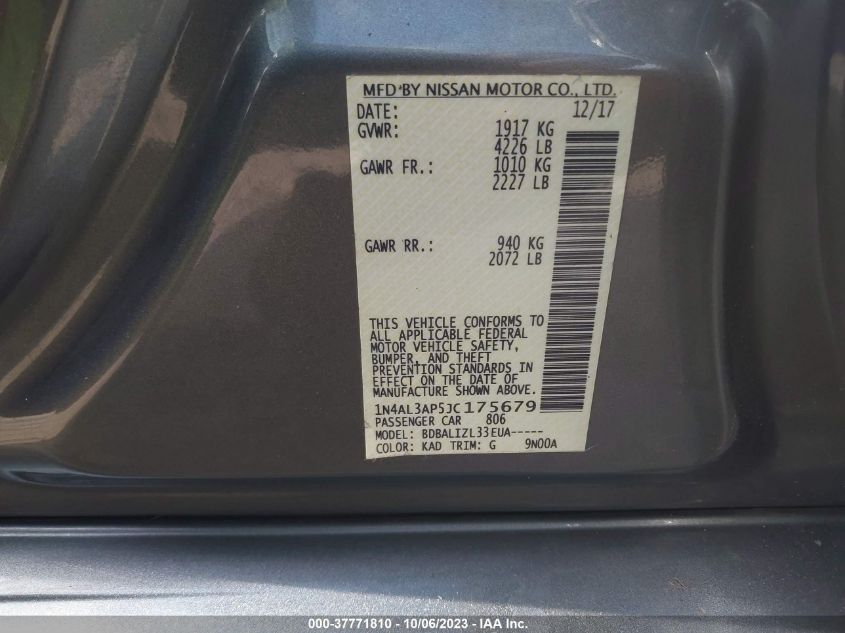 MFD BY NISSAN MOTOR CO., LTD.
DATE: 12/17
GVWR: 1917 KG
4226 LB
GAWR FR.: 1010 KG
2227 LB
GAWR RR.: 940 KG
2072 LB
THIS VEHICLE CONFORMS TO
ALL APPLICABLE FEDERAL
MOTOR VEHICLE SAFETY,
BUMPER, AND THEFT
PREVENTION STANDARDS IN
EFFECT ON THE DATE OF
MANUFACTURE SHOWN ABOVE.
1N4AL3AP5JC175679
PASSENGER CAR 806
MODEL: BDBALIZL33EUA-----
COLOR: KAD TRIM: G 9N00A
000-37771810 - 10/06/2023 - IAA Inc.